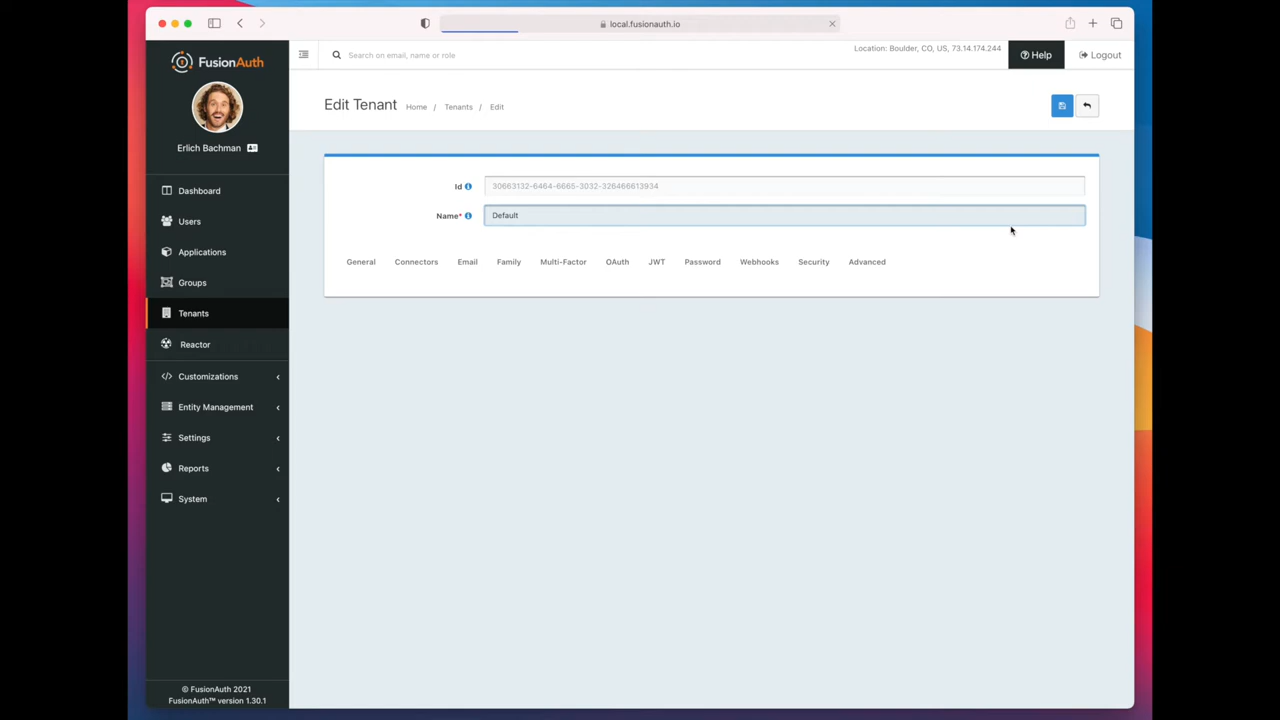 local.fusionauth.io
FusionAuth
Search on email, name or role
Location: Boulder, CO, US, 73.14.174.244
Help
Logout
Erlich Bachman
Edit Tenant
Home / Tenants / Edit
Id
30663132-6464-6665-3032-326466613934
Name*
Default
General Connectors Email Family Multi-Factor OAuth JWT Password Webhooks Security Advanced
Dashboard
Users
Applications
Groups
Tenants
Reactor
Customizations
Entity Management
Settings
Reports
System
© FusionAuth 2021
FusionAuth™ version 1.30.1